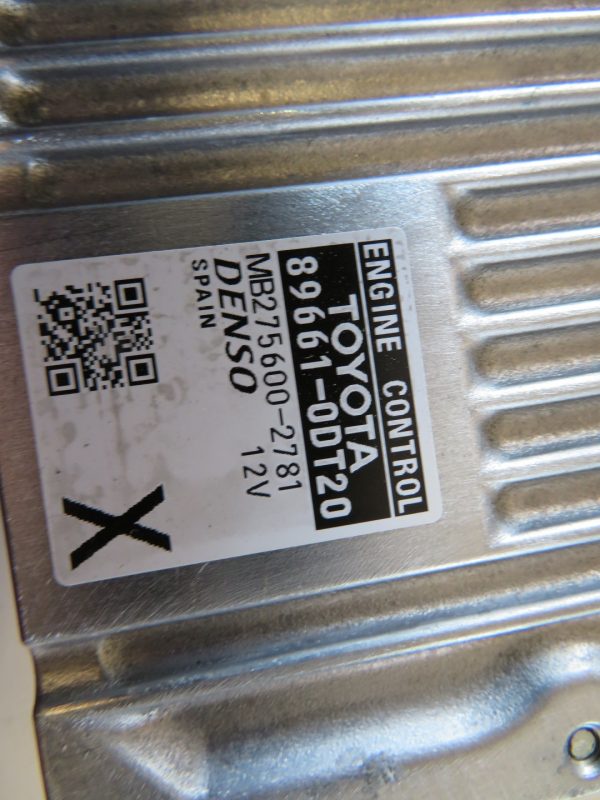 ENGINE CONTROL
TOYOTA
89661-0DT20
MB275600-2781
DENSO 12V
SPAIN
X